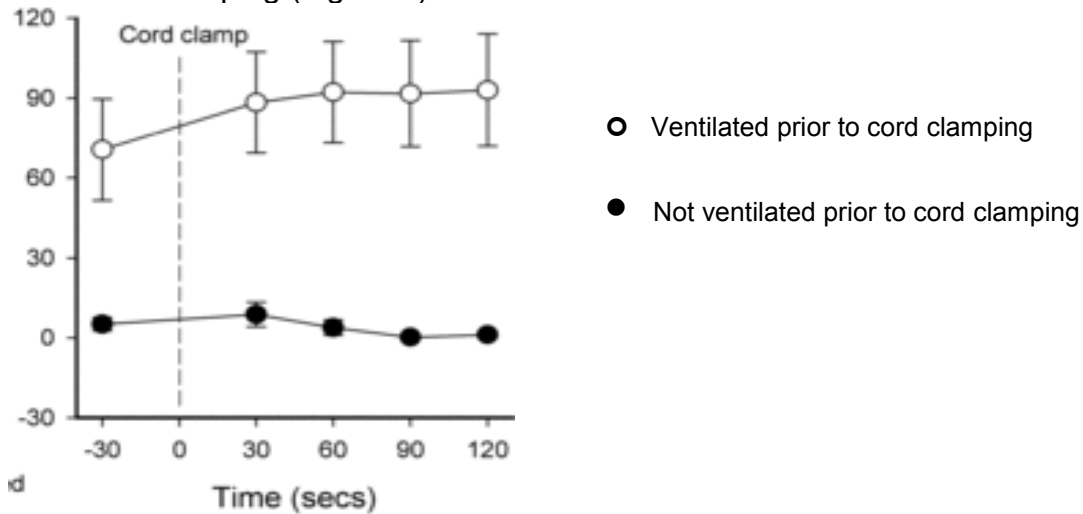 120
Cord clamp
90
60
30
0
-30
-30 0 30 60 90 120
Time (secs)
Ventilated prior to cord clamping
Not ventilated prior to cord clamping